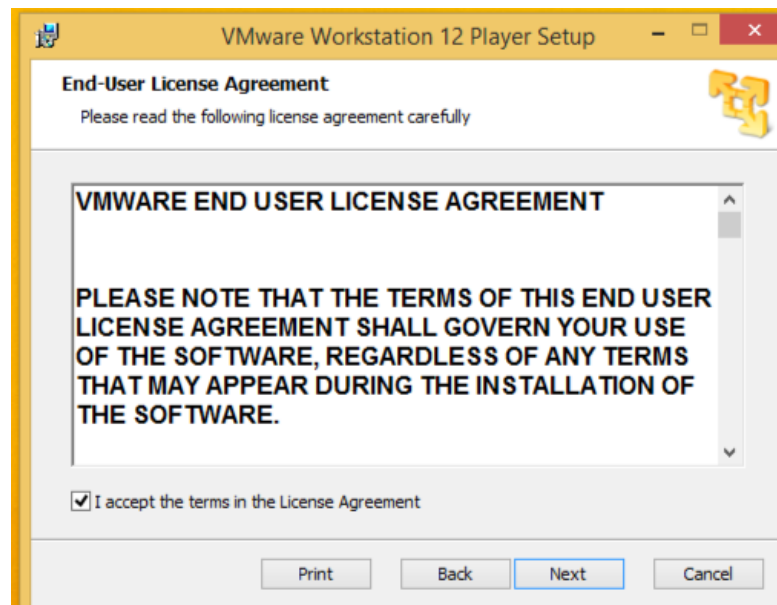 VMware Workstation 12 Player Setup
End-User License Agreement
Please read the following license agreement carefully
VMWARE END USER LICENSE AGREEMENT
PLEASE NOTE THAT THE TERMS OF THIS END USER
LICENSE AGREEMENT SHALL GOVERN YOUR USE
OF THE SOFTWARE, REGARDLESS OF ANY TERMS
THAT MAY APPEAR DURING THE INSTALLATION OF
THE SOFTWARE.
I accept the terms in the License Agreement
Print Back Next Cancel